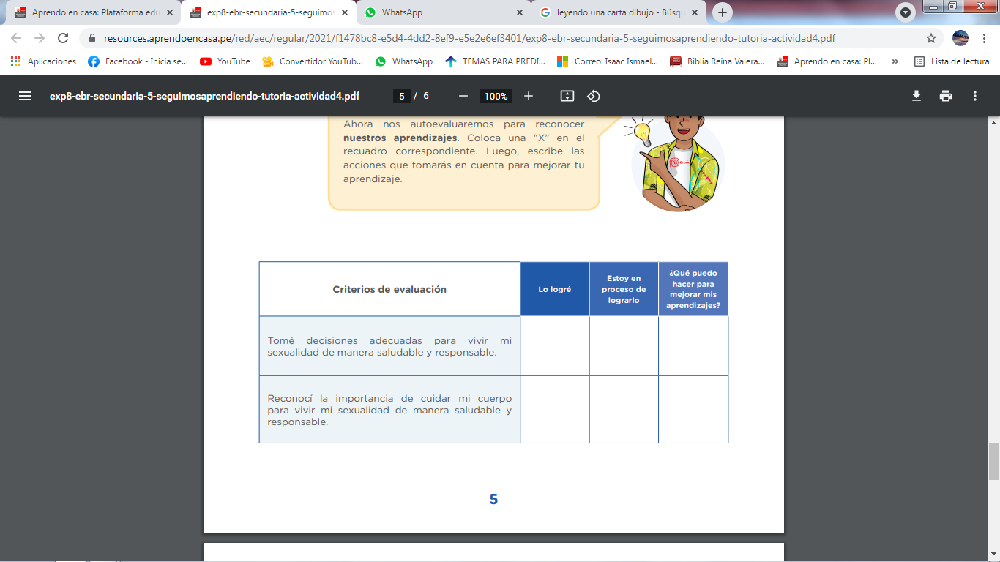 Aprendo en casa: Plataforma edu
exp8-ebr-secundaria-5-seguimos
WhatsApp
leyendo una carta dibujo - Búsqu
resources.aprendoencasa.pe/red/aec/regular/2021/f1478bc8-e5d4-4dd2-8ef9-e5e2e6ef3401/exp8-ebr-secundaria-5-seguimosaprendiendo-tutoria-actividad4.pdf
Aplicaciones
Facebook - Inicia se...
YouTube
Convertidor YouTub...
WhatsApp
TEMAS PARA PREDI...
Correo: Isaac Ismael...
Biblia Reina Valera...
Aprendo en casa: Pl...
»
Lista de lectura
exp8-ebr-secundaria-5-seguimosaprendiendo-tutoria-actividad4.pdf
5 / 6
100%
Ahora nos autoevaluaremos para reconocer
nuestros aprendizajes. Coloca una “X” en el
recuadro correspondiente. Luego, escribe las
acciones que tomarás en cuenta para mejorar tu
aprendizaje.
Perú
Criterios de evaluación
Lo logré
Estoy en
proceso de
lograrlo
¿Qué puedo
hacer para
mejorar mis
aprendizajes?
Tomé decisiones adecuadas para vivir mi
sexualidad de manera saludable y responsable.
Reconocí la importancia de cuidar mi cuerpo
para vivir mi sexualidad de manera saludable y
responsable.
5